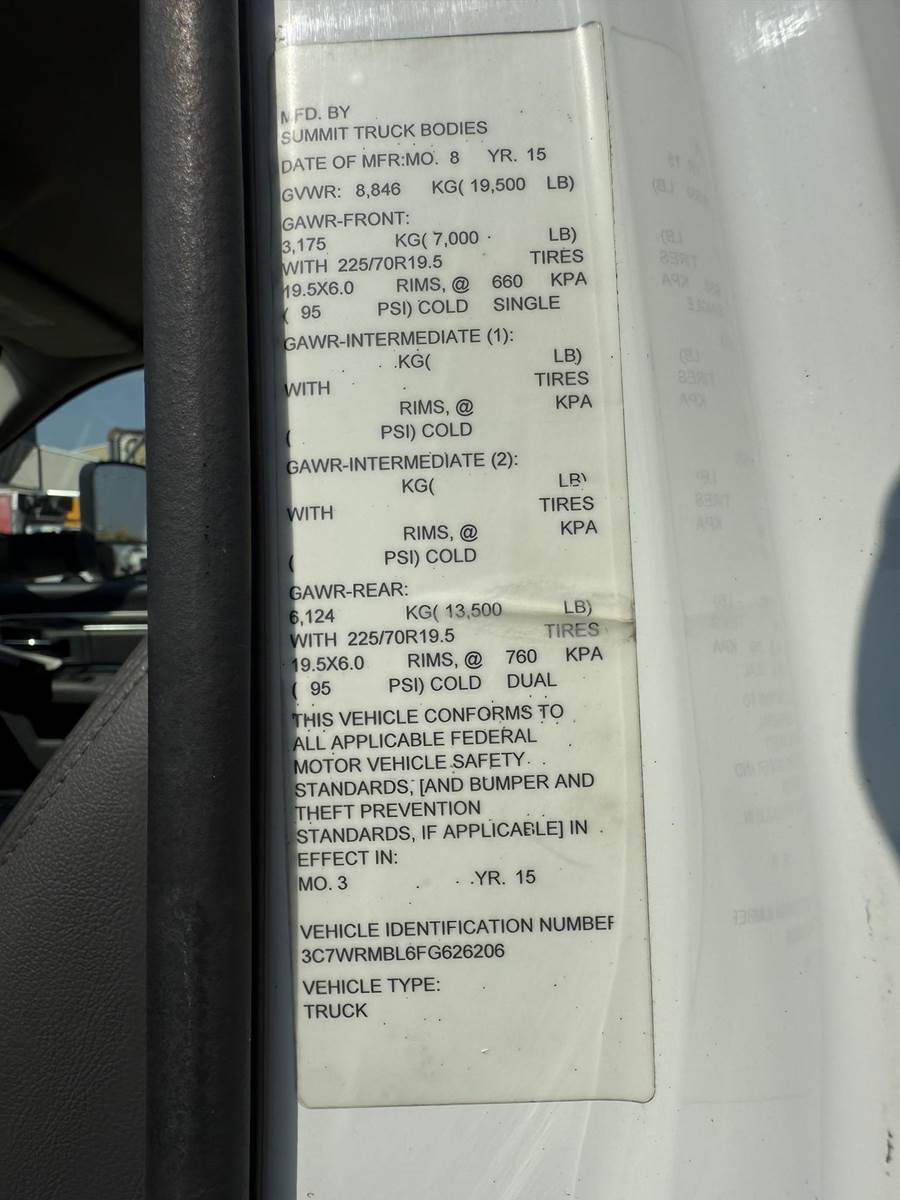 MFD. BY
SUMMIT TRUCK BODIES
DATE OF MFR:MO. 8 YR. 15
GVWR: 8,846 KG( 19,500 LB)
GAWR-FRONT:
3,175 KG( 7,000 LB)
WITH 225/70R19.5 TIRES
19.5X6.0 RIMS, @ 660 KPA
( 95 PSI) COLD SINGLE
GAWR-INTERMEDIATE (1):
KG( LB)
WITH TIRES
RIMS, @ KPA
( PSI) COLD
GAWR-INTERMEDIATE (2):
KG( LB)
WITH TIRES
RIMS, @ KPA
( PSI) COLD
GAWR-REAR:
6,124 KG( 13,500 LB)
WITH 225/70R19.5 TIRES
19.5X6.0 RIMS, @ 760 KPA
( 95 PSI) COLD DUAL
THIS VEHICLE CONFORMS TO
ALL APPLICABLE FEDERAL
MOTOR VEHICLE SAFETY
STANDARDS, [AND BUMPER AND
THEFT PREVENTION
STANDARDS, IF APPLICABLE] IN
EFFECT IN:
MO. 3 YR. 15
VEHICLE IDENTIFICATION NUMBER
3C7WRMBL6FG626206
VEHICLE TYPE:
TRUCK